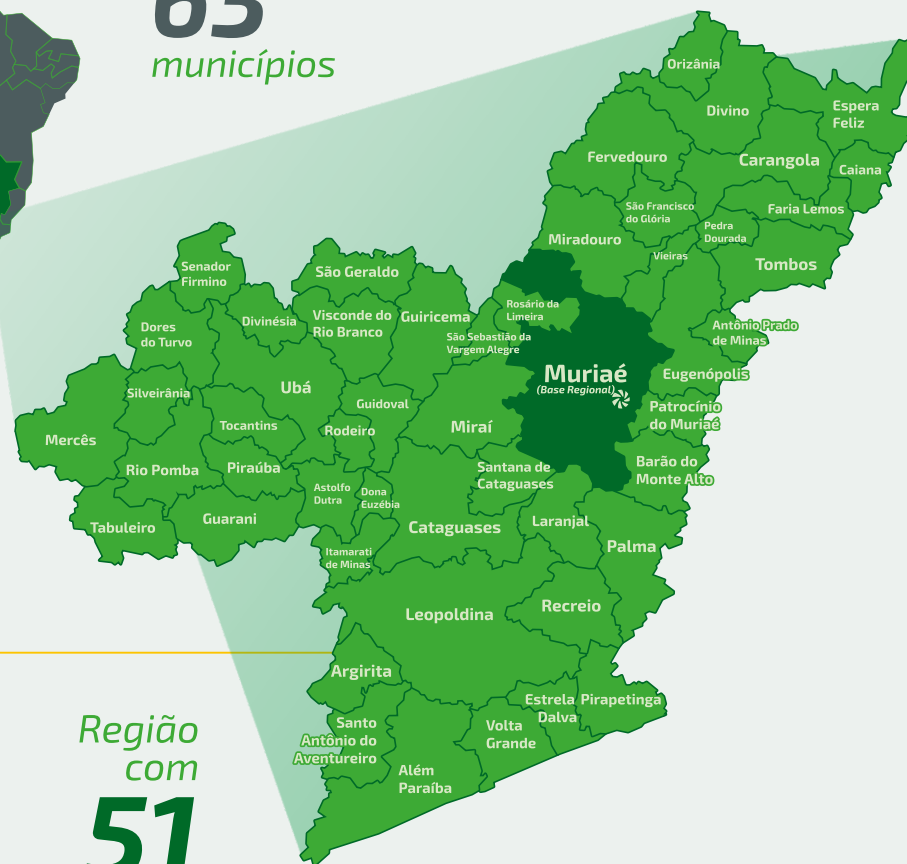 63
municípios
Orizânia
Divino
Espera
Feliz
Fervedouro
Carangola
Caiana
São Francisco
do Glória
Faria Lemos
Pedra
Dourada
Miradouro
Vieiras
Tombos
Senador
Firmino
São Geraldo
Rosário da
Limeira
Dores
do Turvo
Divinésia
Visconde do
Rio Branco
Guiricema
São Sebastião da
Vargem Alegre
Antônio Prado
de Minas
Muriaé
(Base Regional)
Eugenópolis
Ubá
Silveirânia
Guidoval
Patrocínio
do Muriaé
Mercês
Tocantins
Rodeiro
Miraí
Rio Pomba
Piraúba
Santana de
Cataguases
Barão do
Monte Alto
Astolfo
Dutra
Dona
Euzébia
Tabuleiro
Guarani
Cataguases
Laranjal
Palma
Itamarati
de Minas
Leopoldina
Recreio
Argirita
Estrela
Dalva
Pirapetinga
Santo
Antônio do
Aventureiro
Volta
Grande
Além
Paraíba
Região
com
51